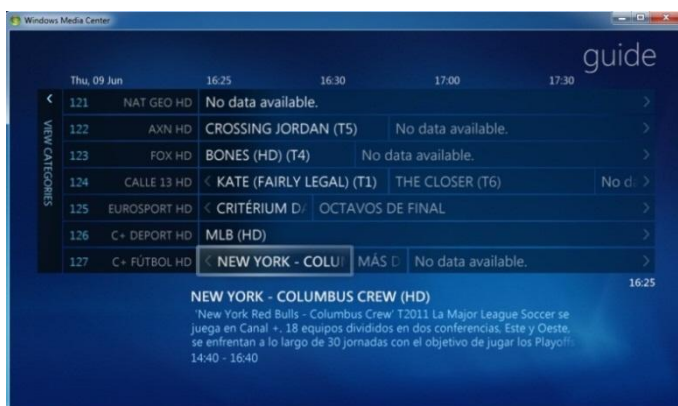 Windows Media Center
guide
Thu, 09 Jun 16:25 16:30 17:00 17:30
VIEW CATEGORIES
121 NAT GEO HD No data available.
122 AXN HD CROSSING JORDAN (T5) No data available.
123 FOX HD BONES (HD) (T4) No data available.
124 CALLE 13 HD KATE (FAIRLY LEGAL) (T1) THE CLOSER (T6) No
125 EUROSPORT HD CRITÉRIUM OCTAVOS DE FINAL
126 C+ DEPORT HD MLB (HD)
127 C+ FÚTBOL HD NEW YORK - COLU MÁS D No data available.
16:25
NEW YORK - COLUMBUS CREW (HD)
'New York Red Bulls - Columbus Crew' T2011 La Major League Soccer se
juega en Canal +. 18 equipos divididos en dos conferencias, Este y Oeste,
se enfrentan a lo largo de 30 jornadas con el objetivo de jugar los Playoffs
14:40 - 16:40